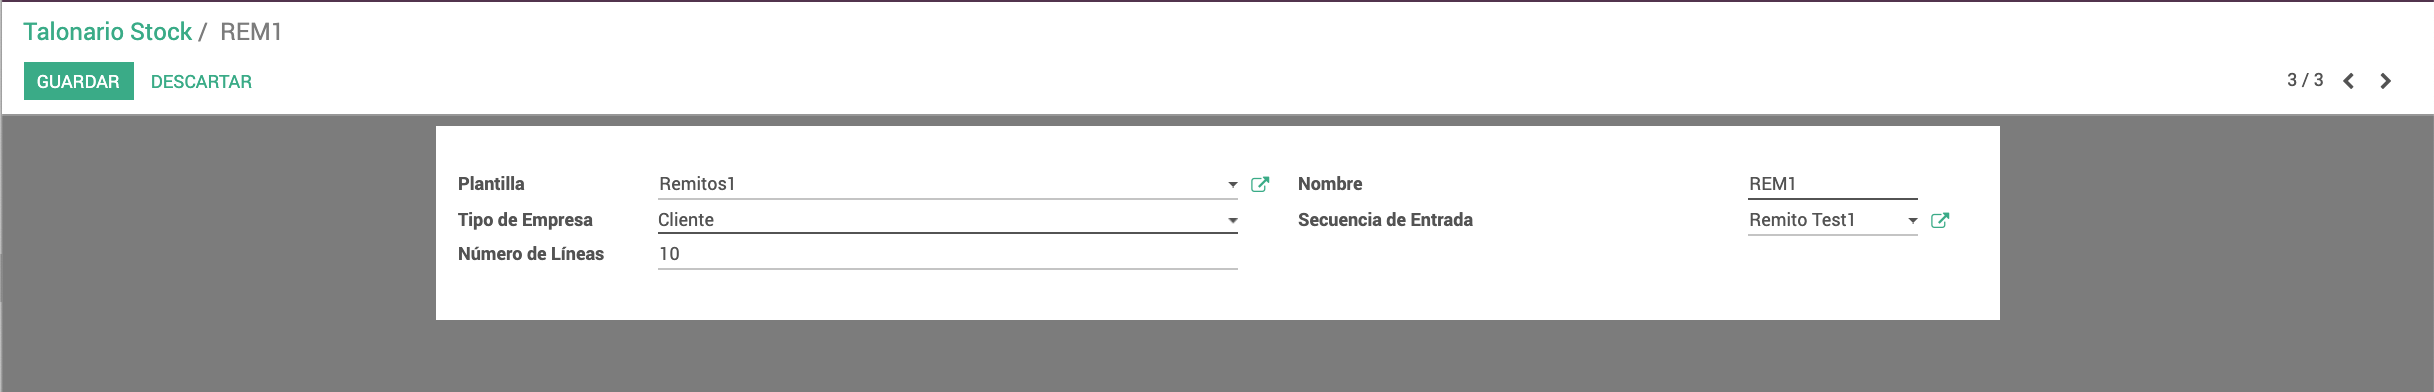 Talonario Stock / REM1
GUARDAR DESCARTAR 3 / 3
Plantilla Remitos1 Nombre REM1
Tipo de Empresa Cliente Secuencia de Entrada Remito Test1
Número de Líneas 10